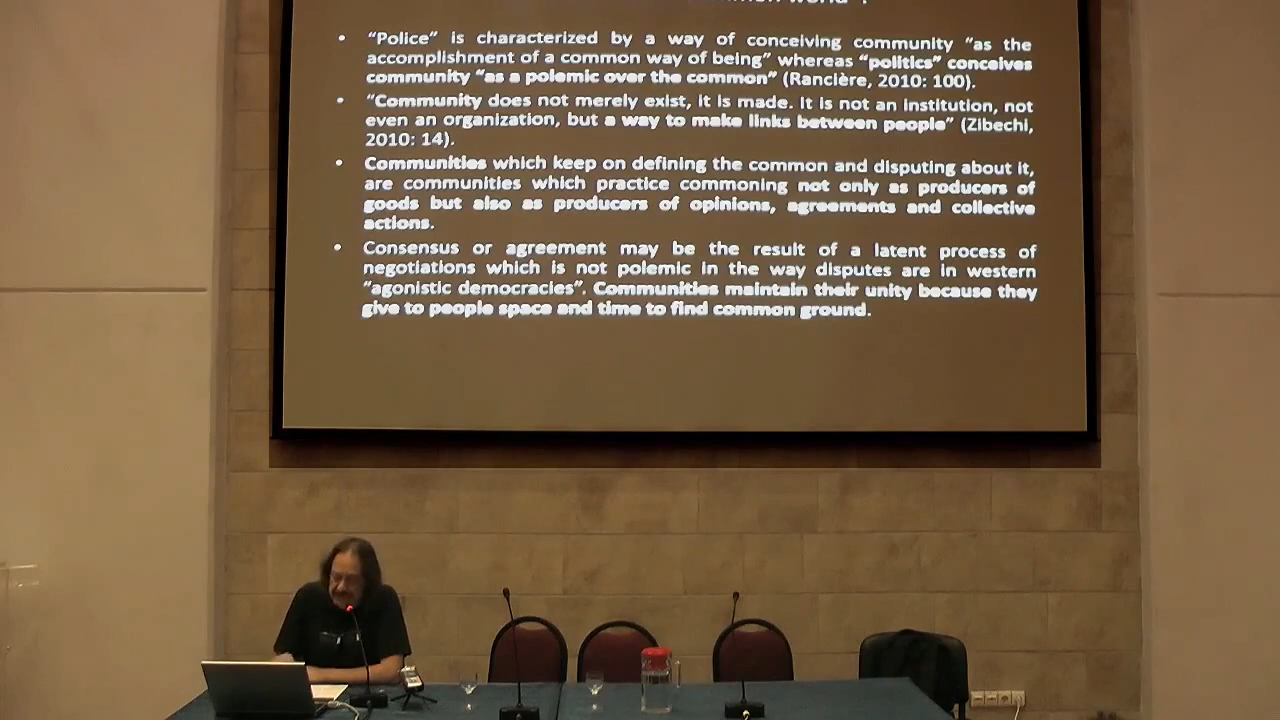 world".
• "Police" is characterized by a way of conceiving community "as the
accomplishment of a common way of being" whereas "politics" conceives
community "as a polemic over the common" (Rancière, 2010: 100).
• "Community does not merely exist, it is made. It is not an institution, not
even an organization, but a way to make links between people" (Zibechi,
2010: 14).
• Communities which keep on defining the common and disputing about it,
are communities which practice commoning not only as producers of
goods but also as producers of opinions, agreements and collective
actions.
• Consensus or agreement may be the result of a latent process of
negotiations which is not polemic in the way disputes are in western
"agonistic democracies". Communities maintain their unity because they
give to people space and time to find common ground.